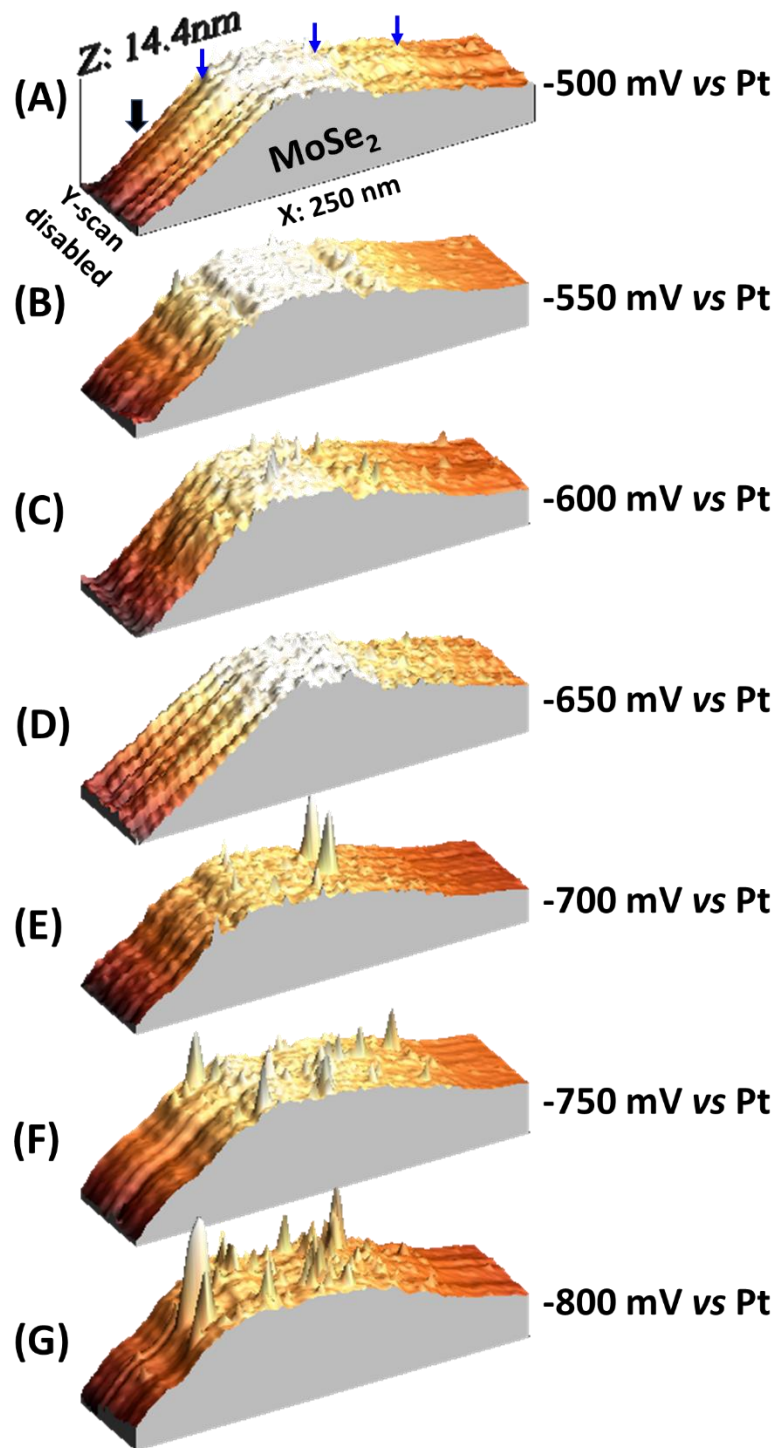 Z: 14.4nm
(A)
-500 mV vs Pt
MoSe₂
Y-scan
disabled
X: 250 nm
(B)
-550 mV vs Pt
(C)
-600 mV vs Pt
(D)
-650 mV vs Pt
(E)
-700 mV vs Pt
(F)
-750 mV vs Pt
(G)
-800 mV vs Pt